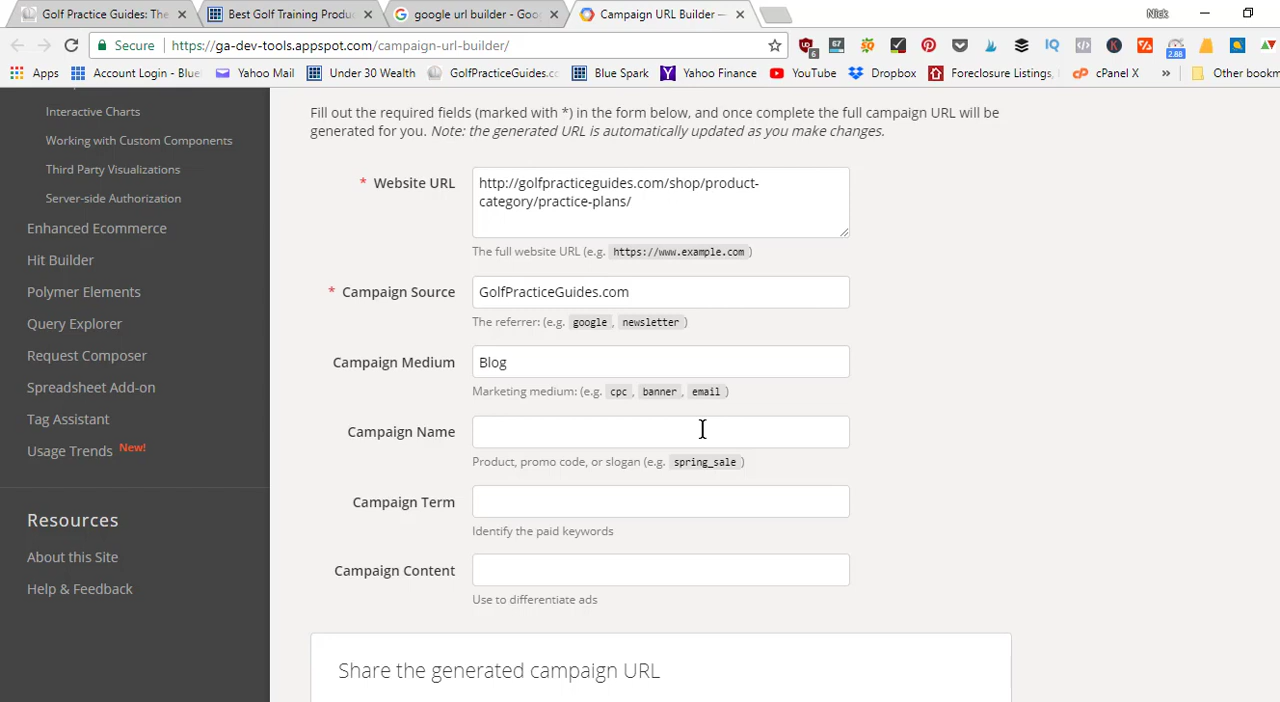 Golf Practice Guides: The
Best Golf Training Produ
google url builder - Goo
Campaign URL Builder —
Nick
Secure
https://ga-dev-tools.appspot.com/campaign-url-builder/
6
67
2.88
Apps
Account Login - Blue
Yahoo Mail
Under 30 Wealth
GolfPracticeGuides.cc
Blue Spark
Yahoo Finance
YouTube
Dropbox
Foreclosure Listings,
cPanel X
»
Other bookm
Interactive Charts
Working with Custom Components
Third Party Visualizations
Server-side Authorization
Enhanced Ecommerce
Hit Builder
Polymer Elements
Query Explorer
Request Composer
Spreadsheet Add-on
Tag Assistant
Usage Trends New!
Resources
About this Site
Help & Feedback
Fill out the required fields (marked with *) in the form below, and once complete the full campaign URL will be
generated for you. Note: the generated URL is automatically updated as you make changes.
* Website URL
http://golfpracticeguides.com/shop/product-
category/practice-plans/
The full website URL (e.g. https://www.example.com )
* Campaign Source
GolfPracticeGuides.com
The referrer: (e.g. google , newsletter )
Campaign Medium
Blog
Marketing medium: (e.g. cpc , banner , email )
Campaign Name
Product, promo code, or slogan (e.g. spring_sale )
Campaign Term
Identify the paid keywords
Campaign Content
Use to differentiate ads
Share the generated campaign URL